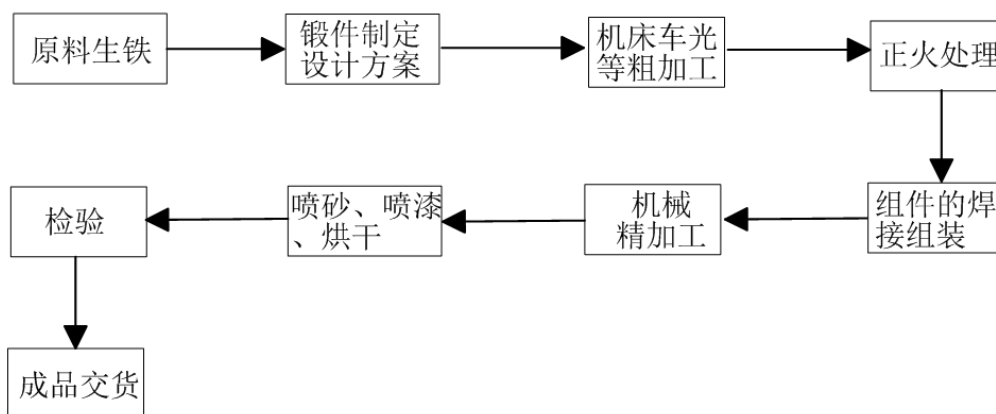 原料生铁
锻件制定
设计方案
机床车光
等粗加工
正火处理
组件的焊
接组装
机械
精加工
喷砂、喷漆
、烘干
检验
成品交货